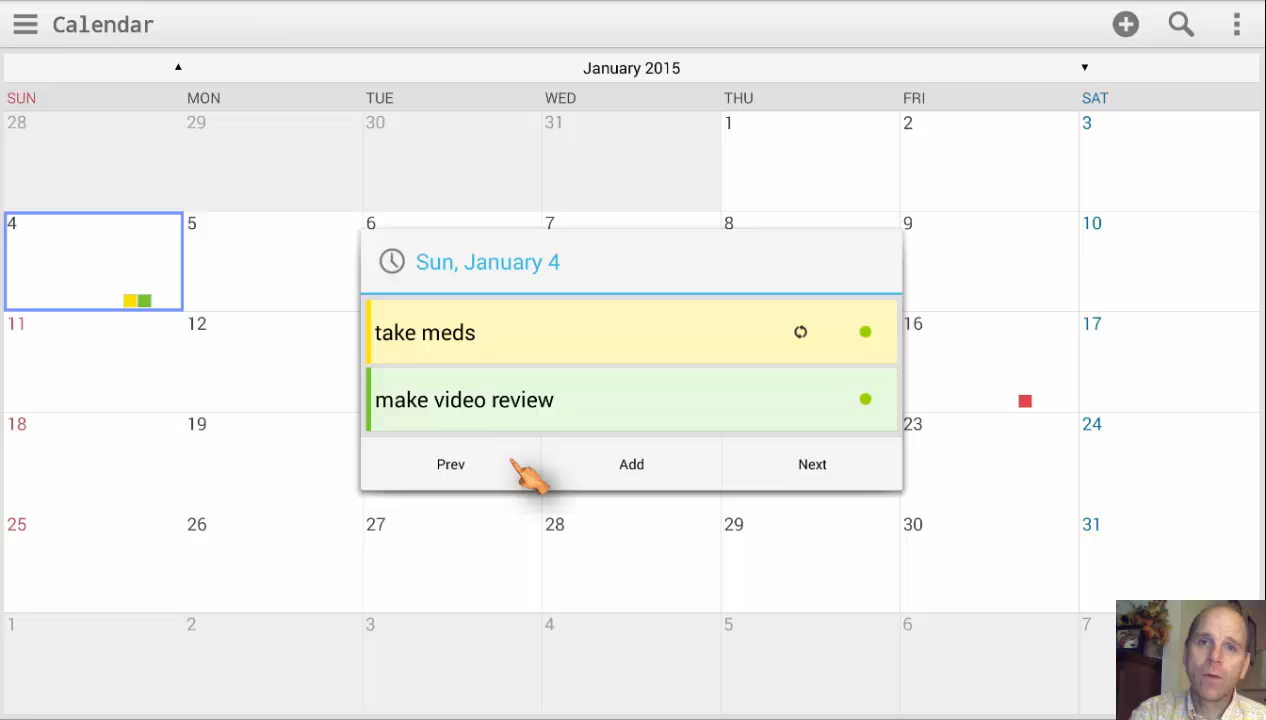 Calendar
January 2015
SUN MON TUE WED THU FRI SAT
28 29 30 31 1 2 3
4 5 6 7 8 9 10
Sun, January 4
take meds
make video review
Prev Add Next
11 12 16 17
18 19 23 24
25 26 27 28 29 30 31
1 2 3 4 5 6 7